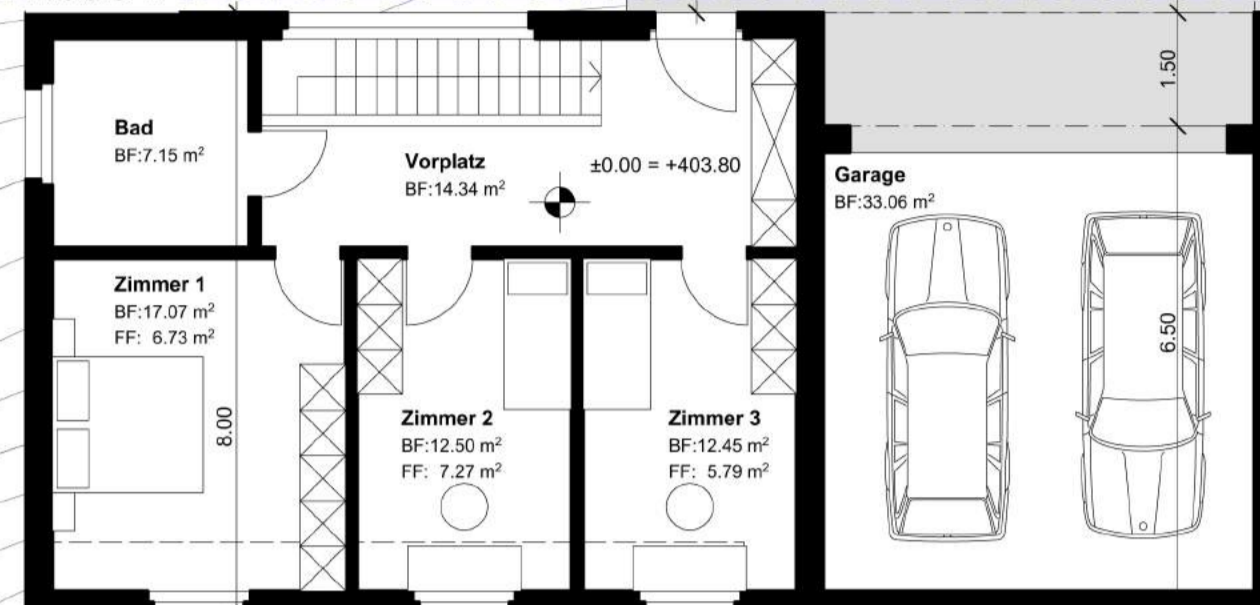 Bad
BF:7.15 m²
Vorplatz
BF:14.34 m²
±0.00 = +403.80
1.50
Garage
BF:33.06 m²
Zimmer 1
BF:17.07 m²
FF: 6.73 m²
8.00
Zimmer 2
BF:12.50 m²
FF: 7.27 m²
Zimmer 3
BF:12.45 m²
FF: 5.79 m²
6.50